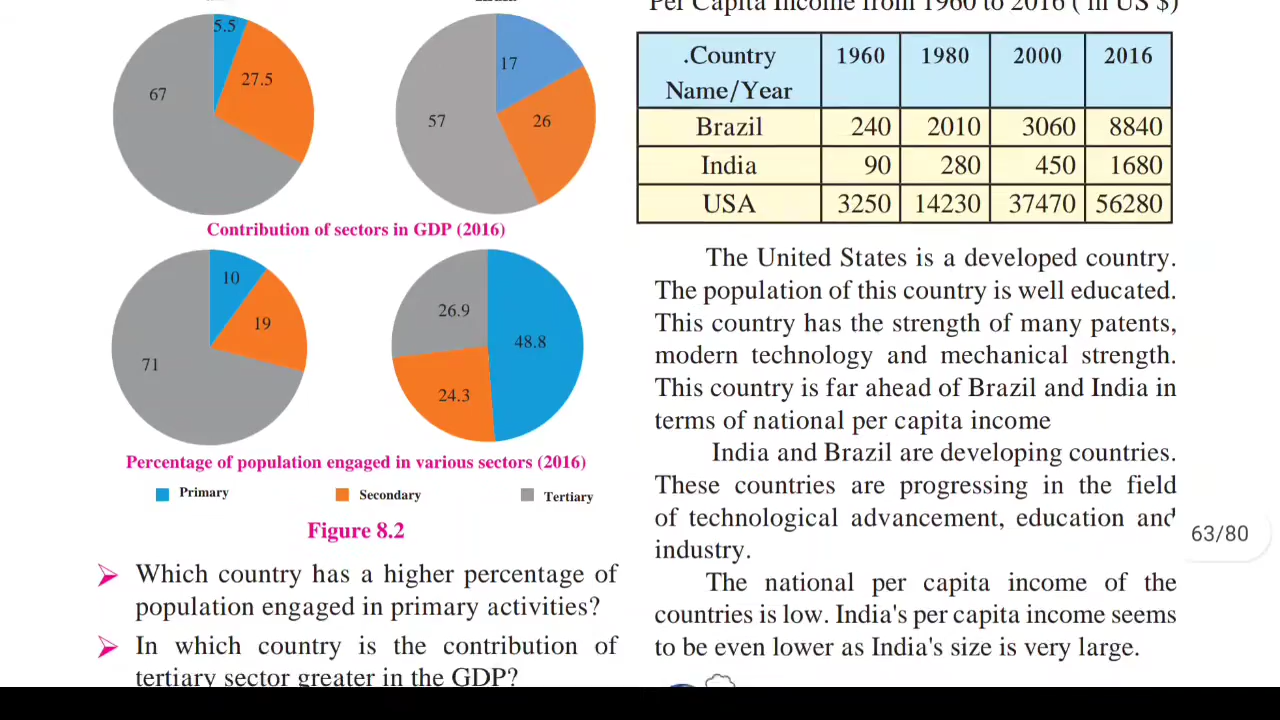 5.5
27.5
67
17
26
57
Contribution of sectors in GDP (2016)
10
19
71
48.8
26.9
24.3
Percentage of population engaged in various sectors (2016)
Primary
Secondary
Tertiary
Figure 8.2
Which country has a higher percentage of
population engaged in primary activities?
In which country is the contribution of
tertiary sector greater in the GDP?
Per Capita Income from 1960 to 2016 ( in US $)
.Country Name/Year 1960 1980 2000 2016
Brazil 240 2010 3060 8840
India 90 280 450 1680
USA 3250 14230 37470 56280
The United States is a developed country.
The population of this country is well educated.
This country has the strength of many patents,
modern technology and mechanical strength.
This country is far ahead of Brazil and India in
terms of national per capita income
India and Brazil are developing countries.
These countries are progressing in the field
of technological advancement, education and
industry.
The national per capita income of the
countries is low. India's per capita income seems
to be even lower as India's size is very large.
63/80